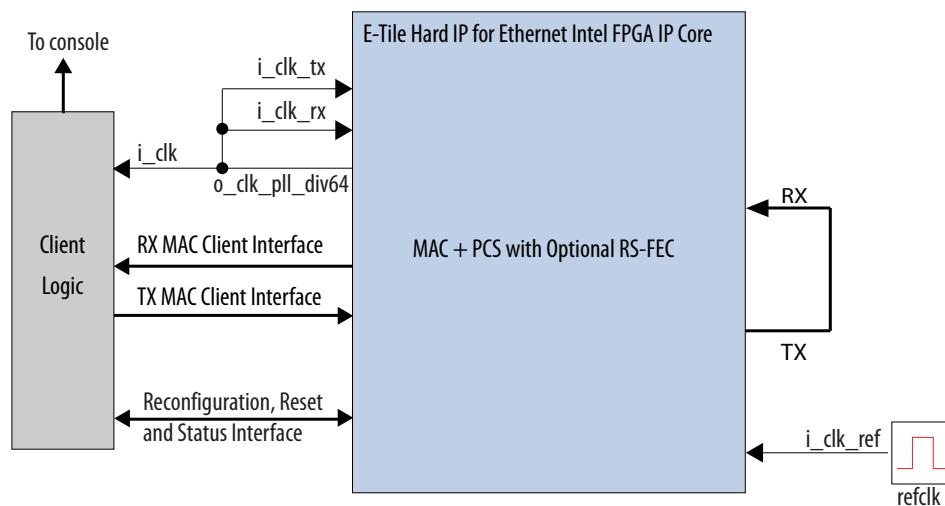 E-Tile Hard IP for Ethernet Intel FPGA IP Core
To console
i_clk_tx
i_clk_rx
i_clk
o_clk_pll_div64
Client
Logic
RX MAC Client Interface
TX MAC Client Interface
MAC + PCS with Optional RS-FEC
RX
TX
Reconfiguration, Reset
and Status Interface
i_clk_ref
refclk